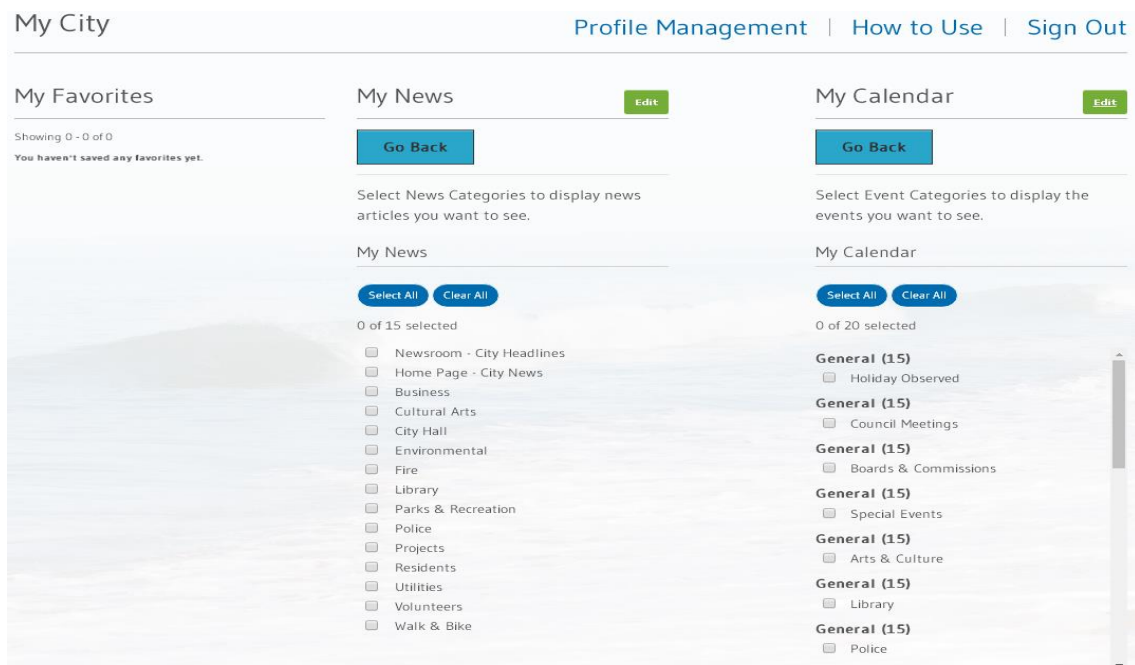 My City
Profile Management | How to Use | Sign Out
My Favorites
Showing 0 - 0 of 0
You haven't saved any favorites yet.
My News
Edit
Go Back
Select News Categories to display news
articles you want to see.
My News
Select All Clear All
0 of 15 selected
Newsroom - City Headlines
Home Page - City News
Business
Cultural Arts
City Hall
Environmental
Fire
Library
Parks & Recreation
Police
Projects
Residents
Utilities
Volunteers
Walk & Bike
My Calendar
Edit
Go Back
Select Event Categories to display the
events you want to see.
My Calendar
Select All Clear All
0 of 20 selected
General (15)
Holiday Observed
General (15)
Council Meetings
General (15)
Boards & Commissions
General (15)
Special Events
General (15)
Arts & Culture
General (15)
Library
General (15)
Police